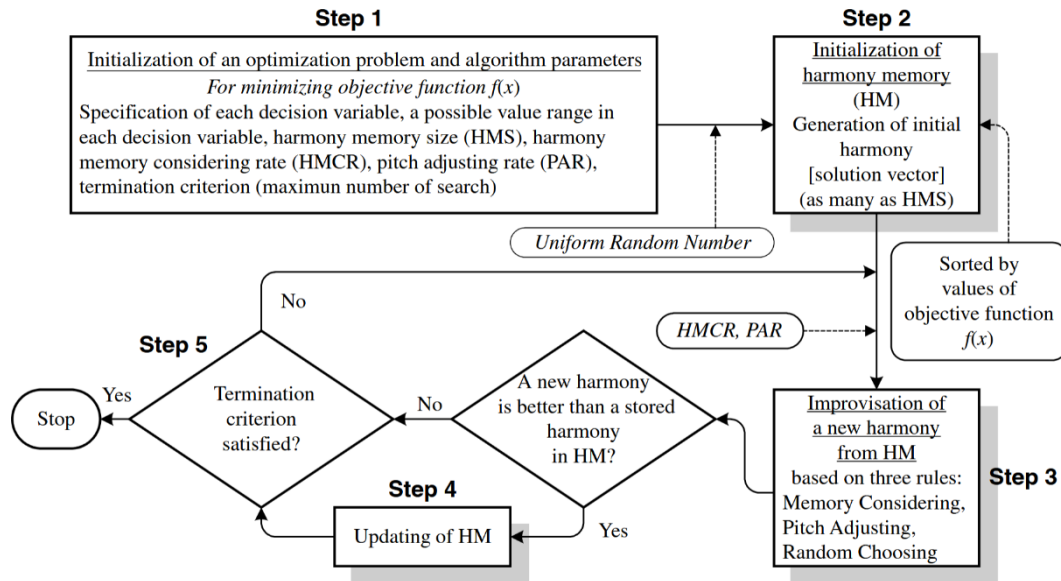 Step 1
Initialization of an optimization problem and algorithm parameters
For minimizing objective function f(x)
Specification of each decision variable, a possible value range in
each decision variable, harmony memory size (HMS), harmony
memory considering rate (HMCR), pitch adjusting rate (PAR),
termination criterion (maximun number of search)
Step 2
Initialization of
harmony memory
(HM)
Generation of initial
harmony
[solution vector]
(as many as HMS)
Uniform Random Number
Sorted by
values of
objective function
f(x)
HMCR, PAR
Improvisation of
a new harmony
from HM
based on three rules:
Memory Considering,
Pitch Adjusting,
Random Choosing
Step 3
A new harmony
is better than a stored
harmony
in HM?
Yes
No
Step 4
Updating of HM
Step 5
Termination
criterion
satisfied?
No
Yes
Stop